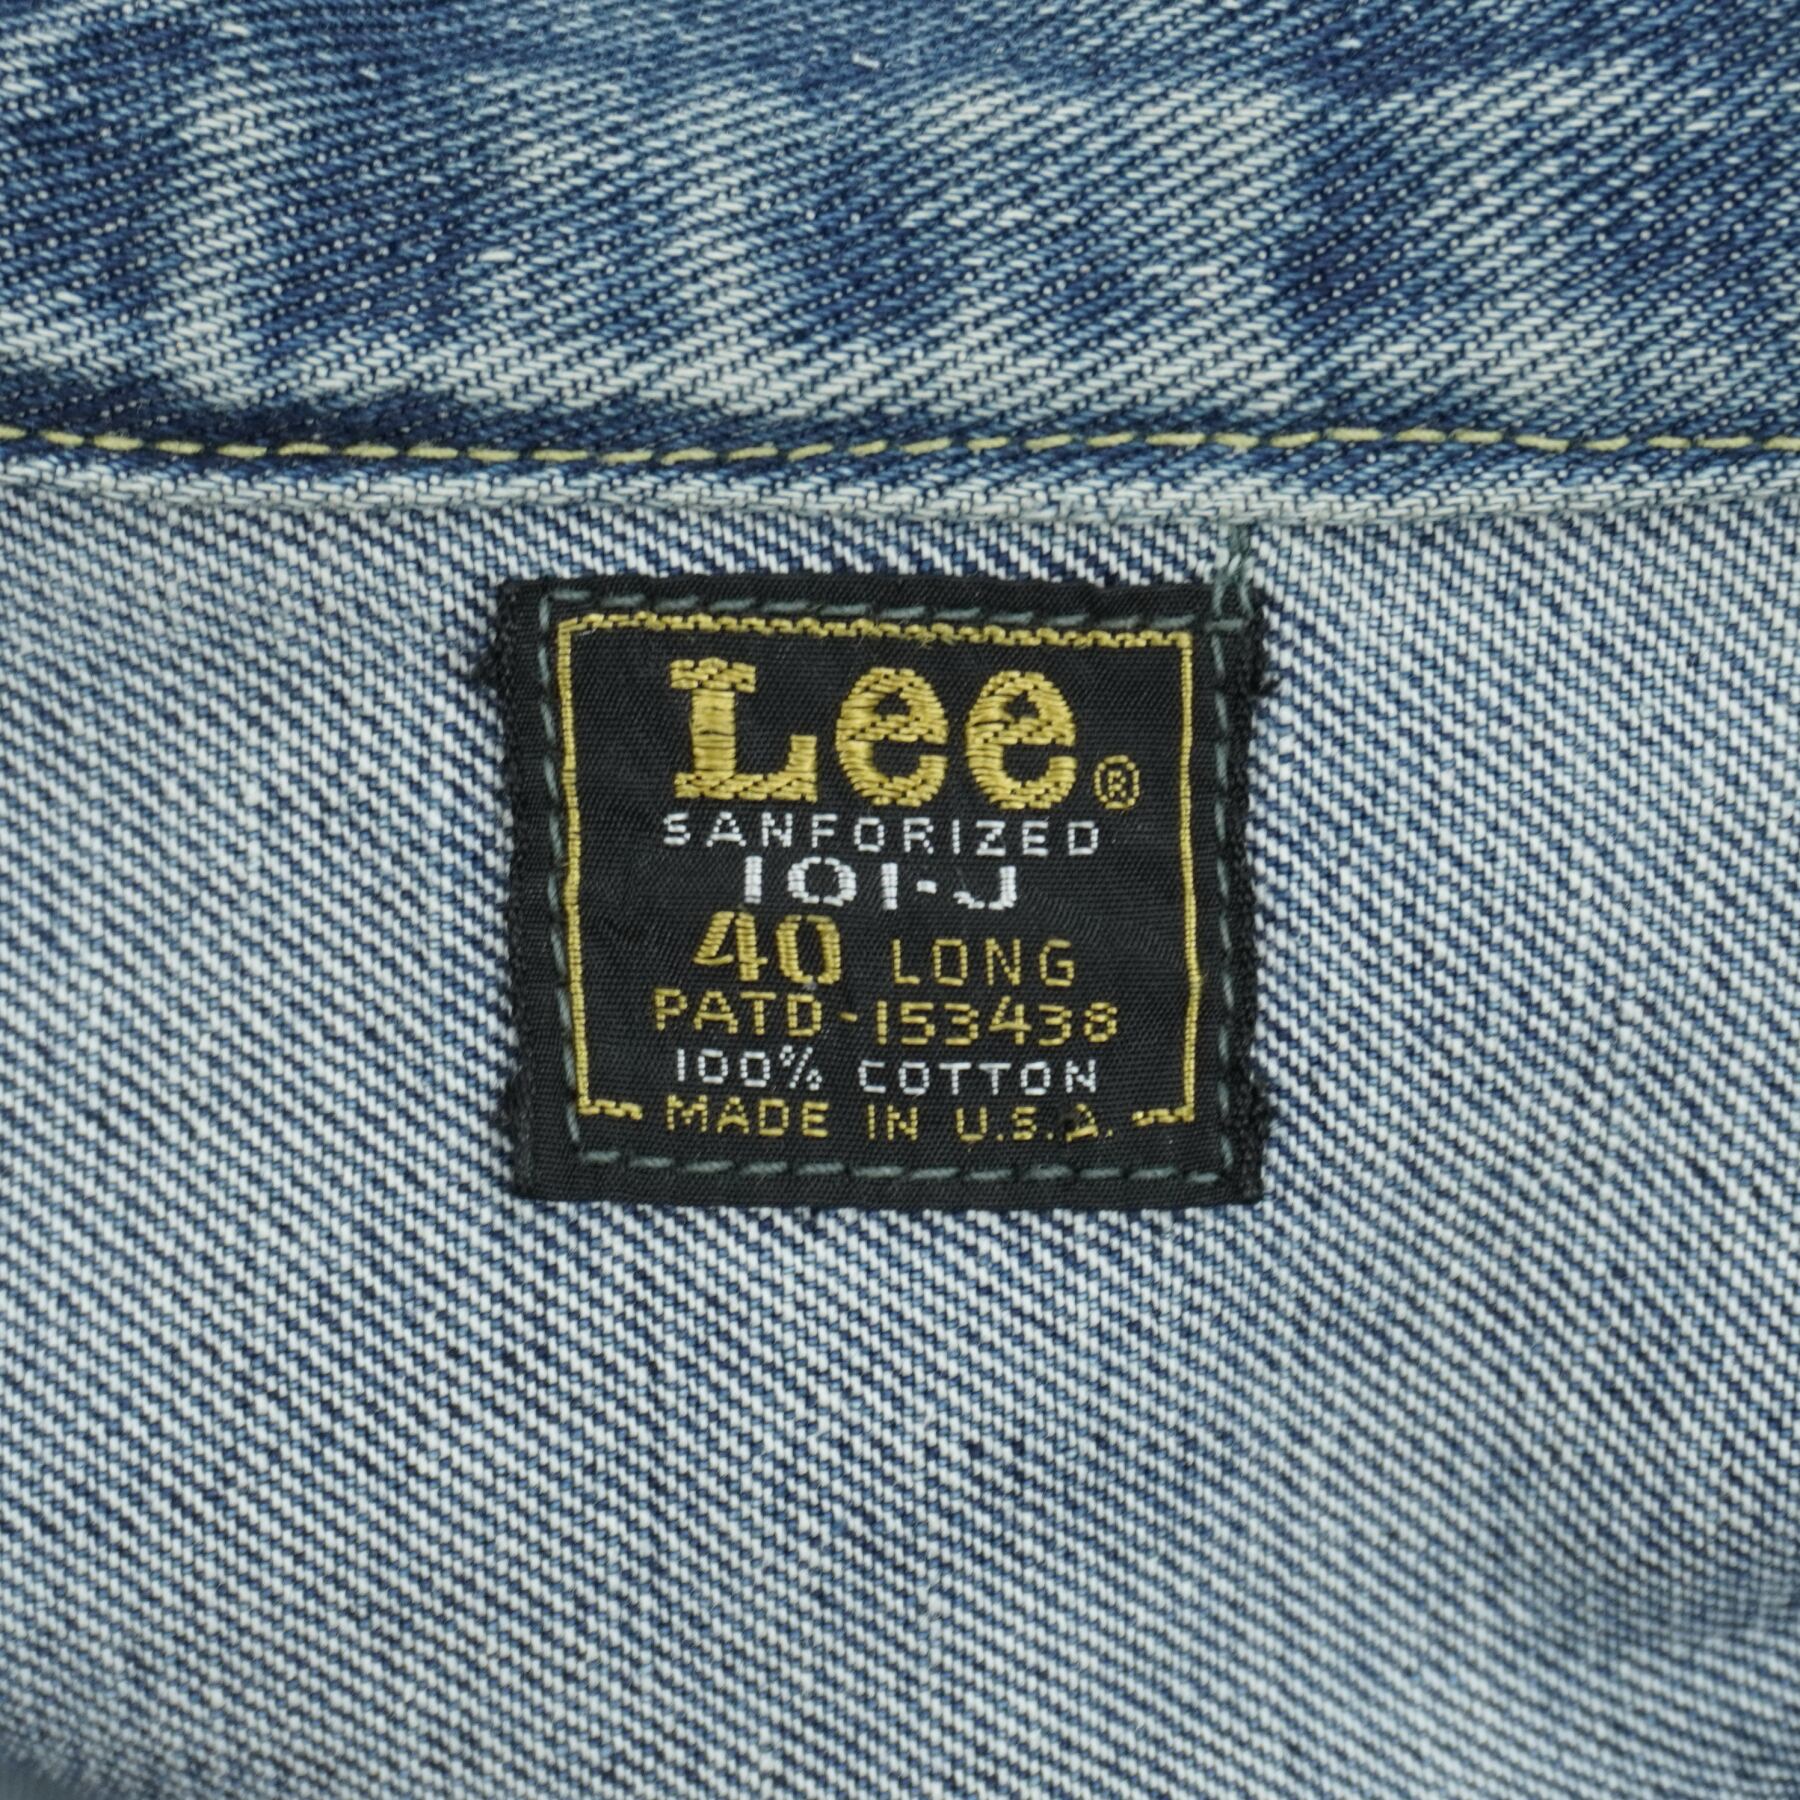 Lee®
SANFORIZED
101-J
40 LONG
PATD-153438
100% COTTON
MADE IN U.S.A.